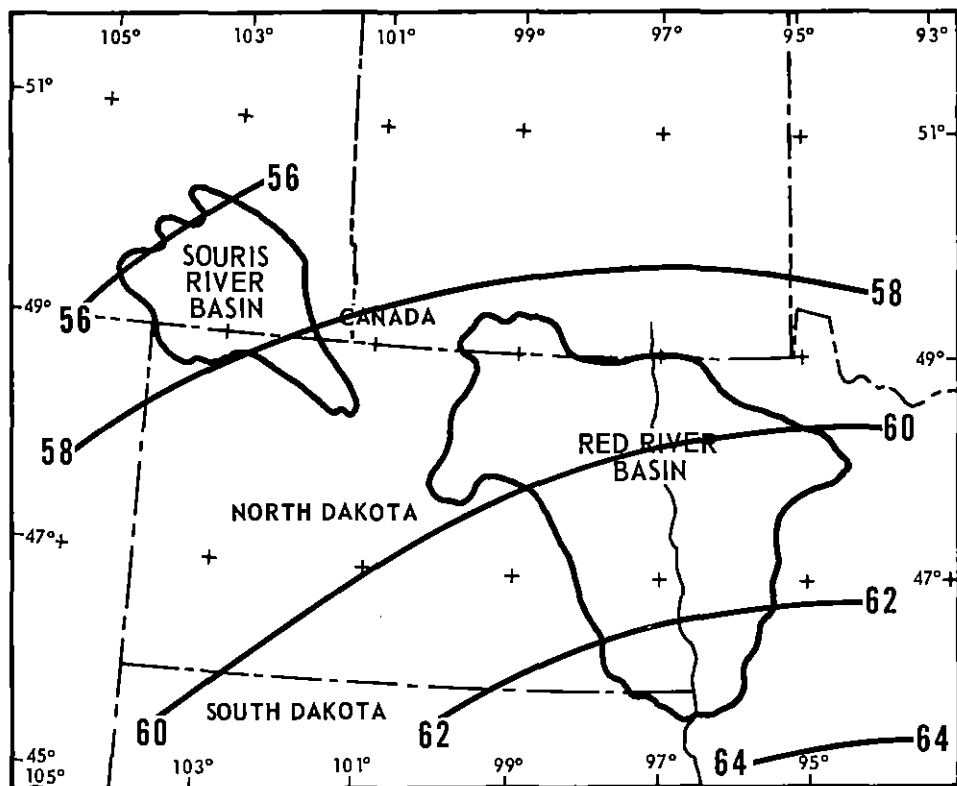 105° 103° 101° 99° 97° 95° 93°
51° 51°
56
SOURIS
RIVER
BASIN
49° 56 CANADA 58
49°
58 60
RED RIVER
BASIN
NORTH DAKOTA
47° 47°
62
60 SOUTH DAKOTA 62
64 64
45°
105° 103° 101° 99° 97° 95°